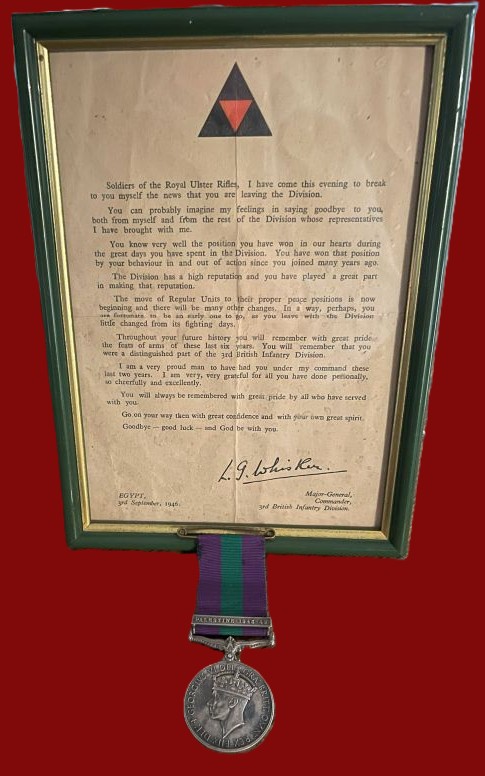 Soldiers of the Royal Ulster Rifles, I have come this evening to break
to you myself the news that you are leaving the Division.
You can probably imagine my feelings in saying goodbye to you,
both from myself and from the rest of the Division whose representatives
I have brought with me.
You know very well the position you have won in our hearts during
the great days you have spent in the Division. You have won that position
by your behaviour in and out of action since you joined many years ago.
The Division has a high reputation and you have played a great part
in making that reputation.
The move of Regular Units to their proper peace positions is now
beginning and there will be many other changes. In a way, perhaps, you
are fortunate to be an early one to go, as you leave with the Division
little changed from its fighting days.
Throughout your future history you will remember with great pride
the feats of arms of these last six years. You will remember that you
were a distinguished part of the 3rd British Infantry Division.
I am a very proud man to have had you under my command these
last two years. I am very, very grateful for all you have done personally,
so cheerfully and excellently.
You will always be remembered with great pride by all who have served
with you.
Go on your way then with great confidence and with your own great spirit.
Goodbye — good luck — and God be with you.
L.G. Whisker.
EGYPT,
3rd September, 1946.
Major-General,
Commander,
3rd British Infantry Division.
PALESTINE 1945-48